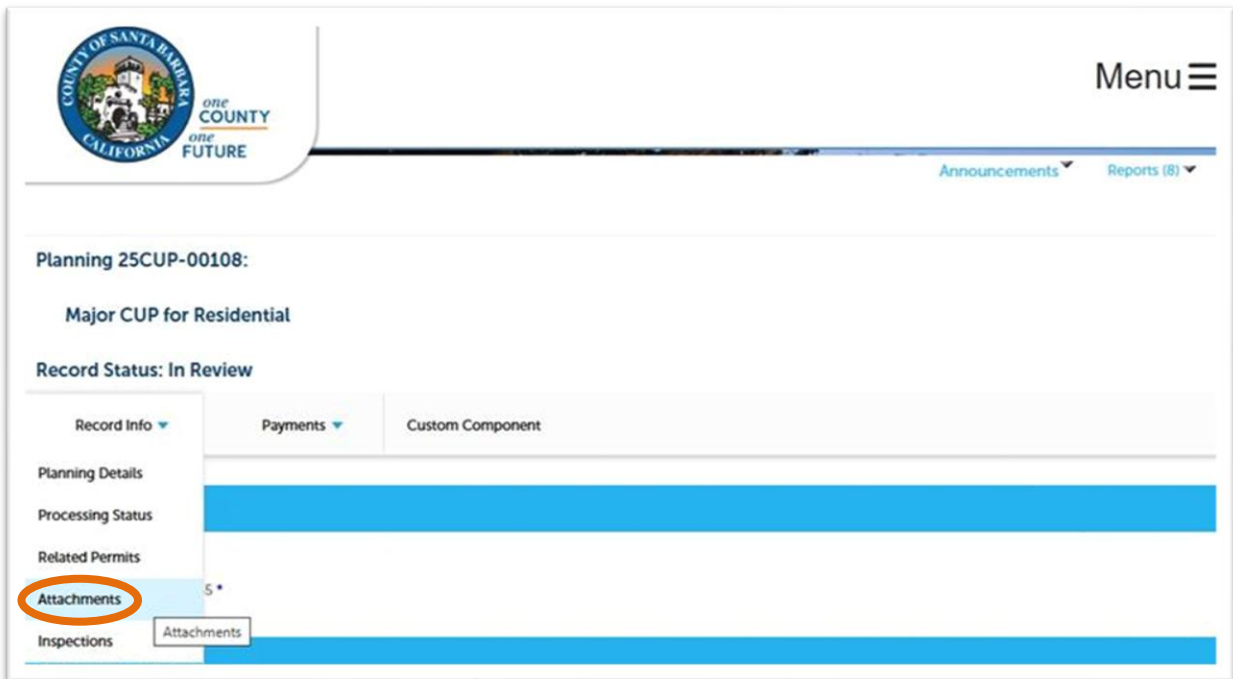 COUNTY OF SANTA BARBARA
CALIFORNIA
one
COUNTY
one
FUTURE
Menu
Announcements
Reports (8)
Planning 25CUP-00108:
Major CUP for Residential
Record Status: In Review
Record Info
Payments
Custom Component
Planning Details
Processing Status
Related Permits
Attachments
5 *
Attachments
Inspections